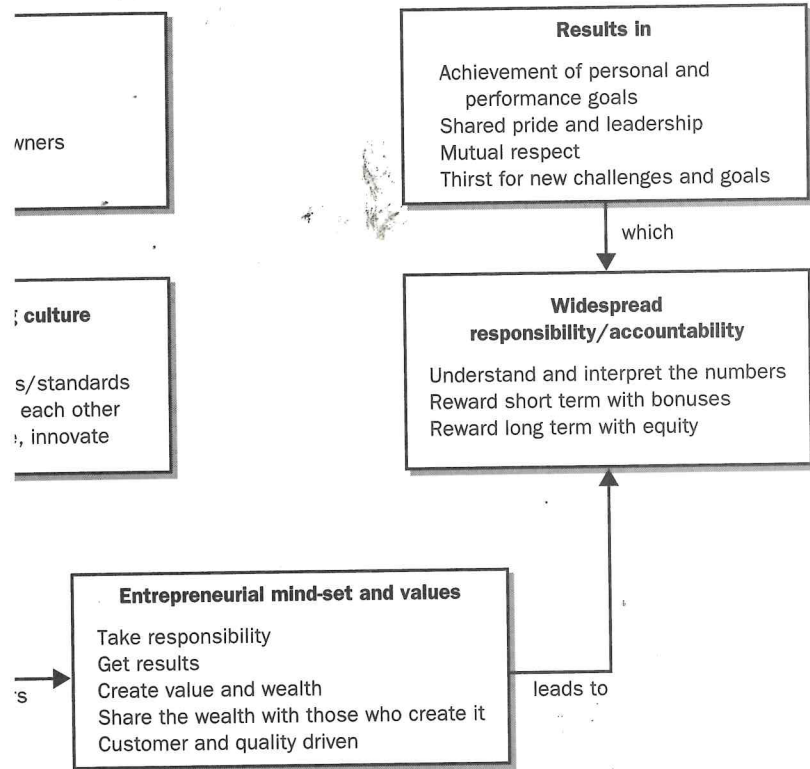 Results in
Achievement of personal and
performance goals
Shared pride and leadership
Mutual respect
Thirst for new challenges and goals
which
Widespread
responsibility/accountability
Understand and interpret the numbers
Reward short term with bonuses
Reward long term with equity
culture
/standards
each other
, innovate
Entrepreneurial mind-set and values
Take responsibility
Get results
Create value and wealth
Share the wealth with those who create it
Customer and quality driven
leads to